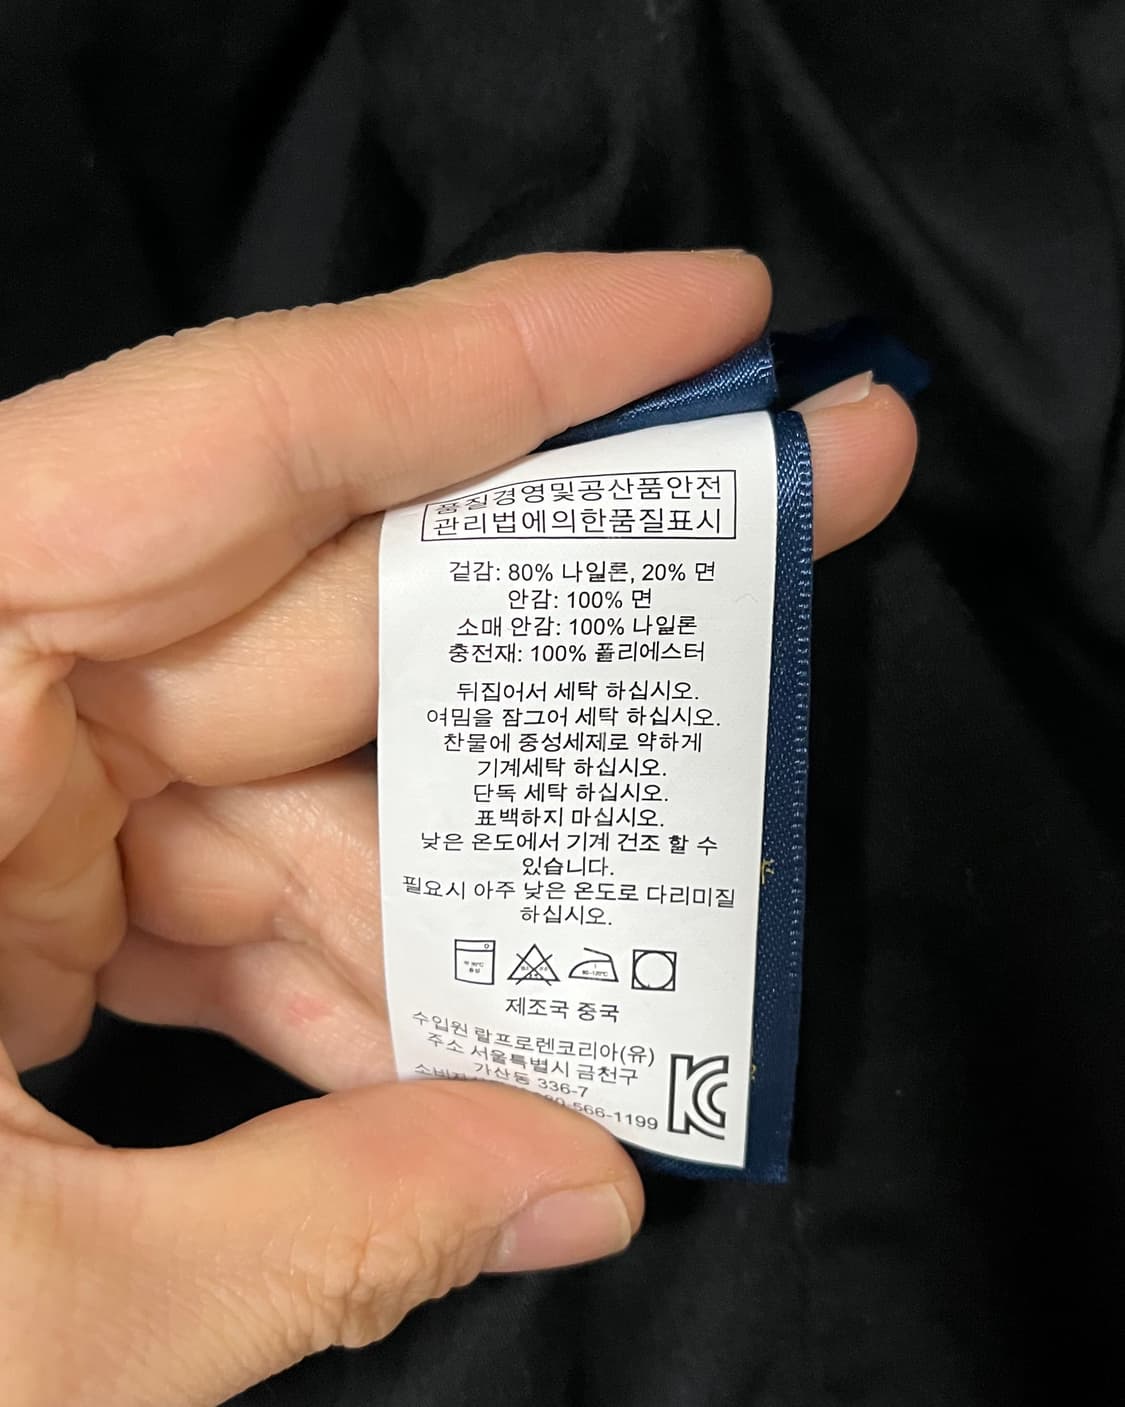 품질경영및공산품안전
관리법에의한품질표시
겉감: 80% 나일론, 20% 면
안감: 100% 면
소매 안감: 100% 나일론
충전재: 100% 폴리에스터
뒤집어서 세탁 하십시오.
여밈을 잠그어 세탁 하십시오.
찬물에 중성세제로 약하게
기계세탁 하십시오.
단독 세탁 하십시오.
표백하지 마십시오.
낮은 온도에서 기계 건조 할 수
있습니다.
필요시 아주 낮은 온도로 다리미질
하십시오.
제조국 중국
수입원 랄프로렌코리아(유)
주소 서울특별시 금천구
가산동 336-7
566-1199